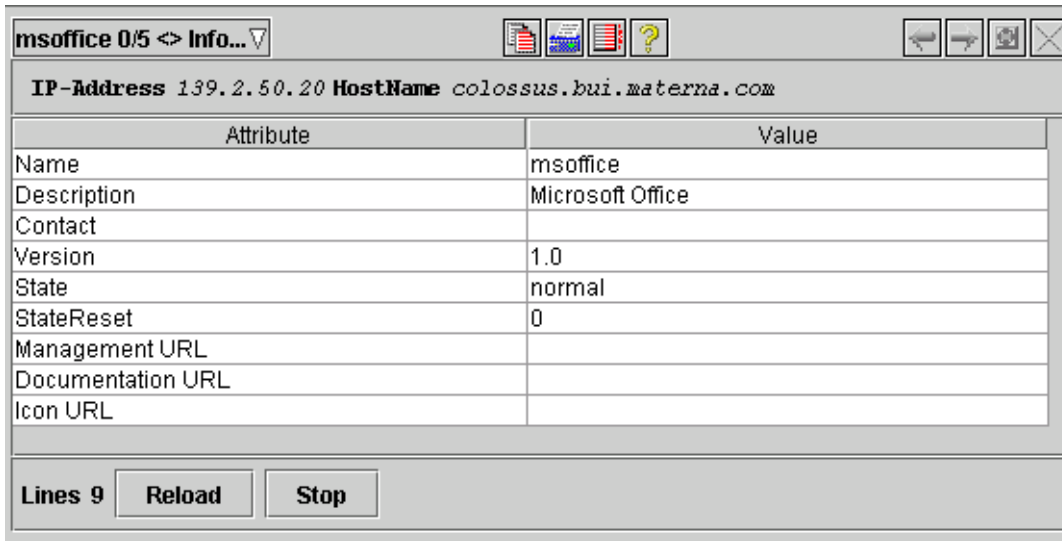 msoffice 0/5 <> Info...
IP-Address 139.2.50.20 HostName colossus.bui.materna.com
Attribute Value
Name msoffice
Description Microsoft Office
Contact
Version 1.0
State normal
StateReset 0
Management URL
Documentation URL
Icon URL
Lines 9 Reload Stop